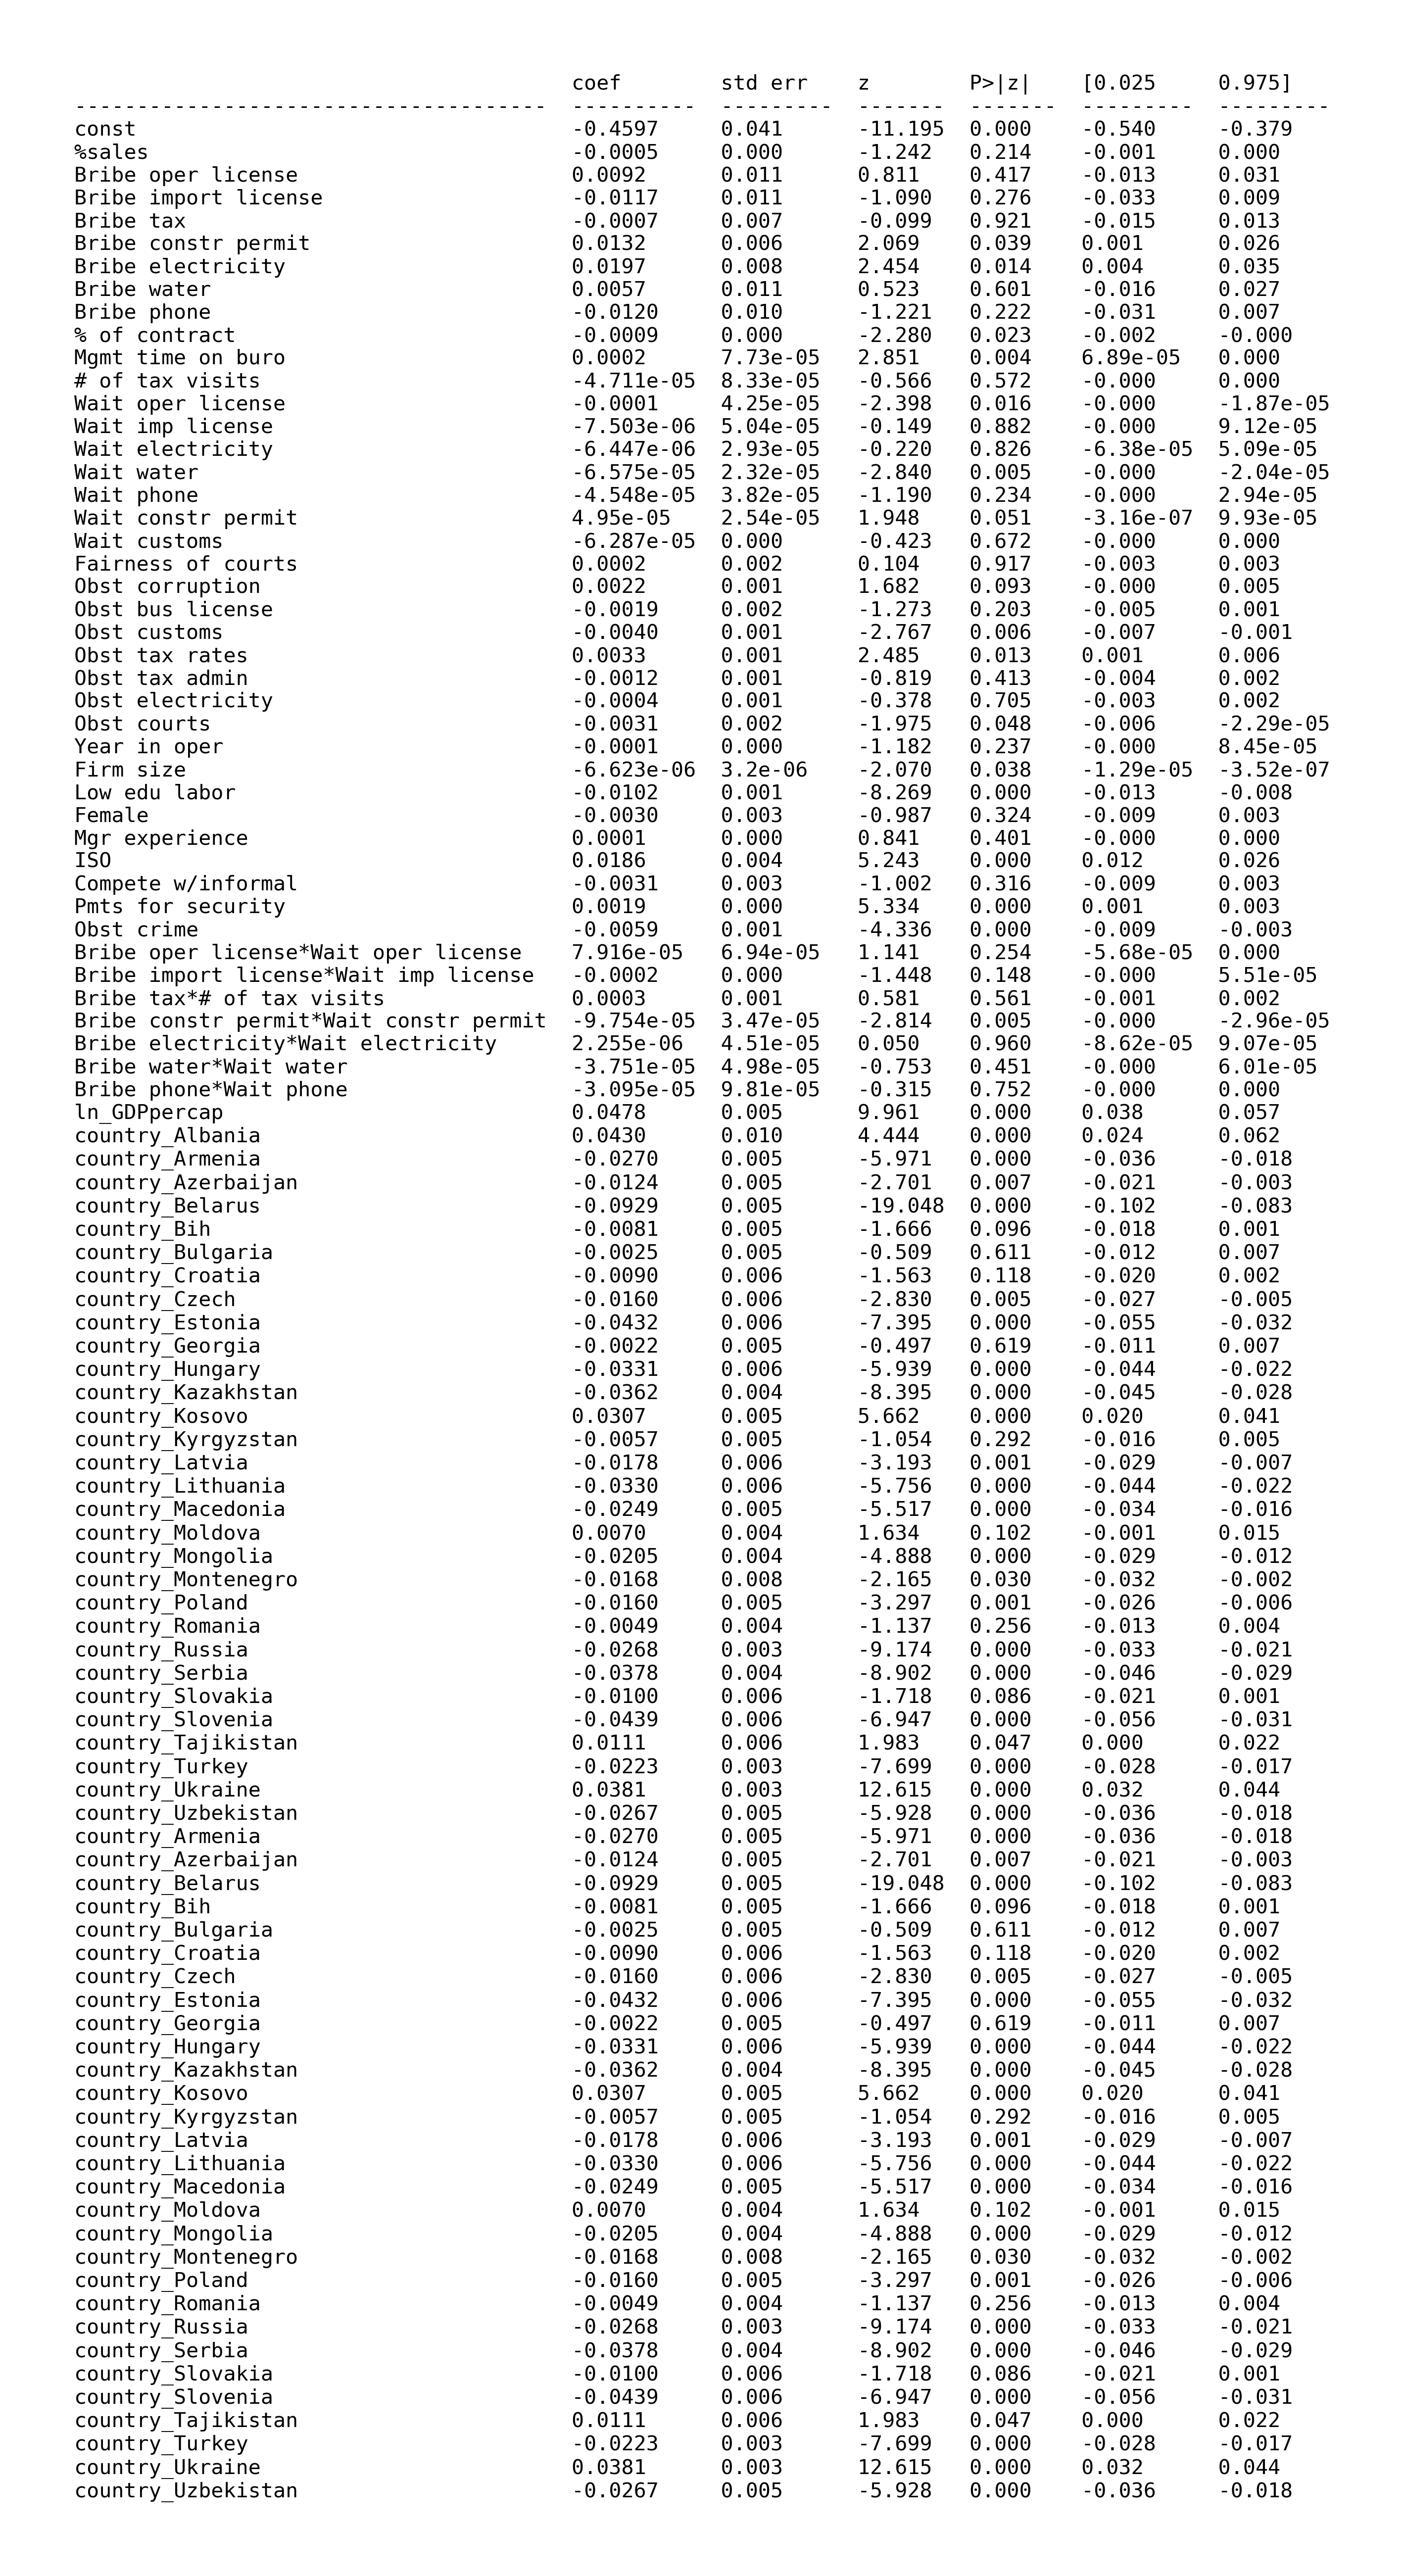 coef std err z P>|z| [0.025 0.975]
-------------------------------------- ---------- --------- ------- ------- --------- ---------
const -0.4597 0.041 -11.195 0.000 -0.540 -0.379
%sales -0.0005 0.000 -1.242 0.214 -0.001 0.000
Bribe oper license 0.0092 0.011 0.811 0.417 -0.013 0.031
Bribe import license -0.0117 0.011 -1.090 0.276 -0.033 0.009
Bribe tax -0.0007 0.007 -0.099 0.921 -0.015 0.013
Bribe constr permit 0.0132 0.006 2.069 0.039 0.001 0.026
Bribe electricity 0.0197 0.008 2.454 0.014 0.004 0.035
Bribe water 0.0057 0.011 0.523 0.601 -0.016 0.027
Bribe phone -0.0120 0.010 -1.221 0.222 -0.031 0.007
% of contract -0.0009 0.000 -2.280 0.023 -0.002 -0.000
Mgmt time on buro 0.0002 7.73e-05 2.851 0.004 6.89e-05 0.000
# of tax visits -4.711e-05 8.33e-05 -0.566 0.572 -0.000 0.000
Wait oper license -0.0001 4.25e-05 -2.398 0.016 -0.000 -1.87e-05
Wait imp license -7.503e-06 5.04e-05 -0.149 0.882 -0.000 9.12e-05
Wait electricity -6.447e-06 2.93e-05 -0.220 0.826 -6.38e-05 5.09e-05
Wait water -6.575e-05 2.32e-05 -2.840 0.005 -0.000 -2.04e-05
Wait phone -4.548e-05 3.82e-05 -1.190 0.234 -0.000 2.94e-05
Wait constr permit 4.95e-05 2.54e-05 1.948 0.051 -3.16e-07 9.93e-05
Wait customs -6.287e-05 0.000 -0.423 0.672 -0.000 0.000
Fairness of courts 0.0002 0.002 0.104 0.917 -0.003 0.003
Obst corruption 0.0022 0.001 1.682 0.093 -0.000 0.005
Obst bus license -0.0019 0.002 -1.273 0.203 -0.005 0.001
Obst customs -0.0040 0.001 -2.767 0.006 -0.007 -0.001
Obst tax rates 0.0033 0.001 2.485 0.013 0.001 0.006
Obst tax admin -0.0012 0.001 -0.819 0.413 -0.004 0.002
Obst electricity -0.0004 0.001 -0.378 0.705 -0.003 0.002
Obst courts -0.0031 0.002 -1.975 0.048 -0.006 -2.29e-05
Year in oper -0.0001 0.000 -1.182 0.237 -0.000 8.45e-05
Firm size -6.623e-06 3.2e-06 -2.070 0.038 -1.29e-05 -3.52e-07
Low edu labor -0.0102 0.001 -8.269 0.000 -0.013 -0.008
Female -0.0030 0.003 -0.987 0.324 -0.009 0.003
Mgr experience 0.0001 0.000 0.841 0.401 -0.000 0.000
ISO 0.0186 0.004 5.243 0.000 0.012 0.026
Compete w/informal -0.0031 0.003 -1.002 0.316 -0.009 0.003
Pmts for security 0.0019 0.000 5.334 0.000 0.001 0.003
Obst crime -0.0059 0.001 -4.336 0.000 -0.009 -0.003
Bribe oper license*Wait oper license 7.916e-05 6.94e-05 1.141 0.254 -5.68e-05 0.000
Bribe import license*Wait imp license -0.0002 0.000 -1.448 0.148 -0.000 5.51e-05
Bribe tax*# of tax visits 0.0003 0.001 0.581 0.561 -0.001 0.002
Bribe constr permit*Wait constr permit -9.754e-05 3.47e-05 -2.814 0.005 -0.000 -2.96e-05
Bribe electricity*Wait electricity 2.255e-06 4.51e-05 0.050 0.960 -8.62e-05 9.07e-05
Bribe water*Wait water -3.751e-05 4.98e-05 -0.753 0.451 -0.000 6.01e-05
Bribe phone*Wait phone -3.095e-05 9.81e-05 -0.315 0.752 -0.000 0.000
ln_GDPpercap 0.0478 0.005 9.961 0.000 0.038 0.057
country_Albania 0.0430 0.010 4.444 0.000 0.024 0.062
country_Armenia -0.0270 0.005 -5.971 0.000 -0.036 -0.018
country_Azerbaijan -0.0124 0.005 -2.701 0.007 -0.021 -0.003
country_Belarus -0.0929 0.005 -19.048 0.000 -0.102 -0.083
country_Bih -0.0081 0.005 -1.666 0.096 -0.018 0.001
country_Bulgaria -0.0025 0.005 -0.509 0.611 -0.012 0.007
country_Croatia -0.0090 0.006 -1.563 0.118 -0.020 0.002
country_Czech -0.0160 0.006 -2.830 0.005 -0.027 -0.005
country_Estonia -0.0432 0.006 -7.395 0.000 -0.055 -0.032
country_Georgia -0.0022 0.005 -0.497 0.619 -0.011 0.007
country_Hungary -0.0331 0.006 -5.939 0.000 -0.044 -0.022
country_Kazakhstan -0.0362 0.004 -8.395 0.000 -0.045 -0.028
country_Kosovo 0.0307 0.005 5.662 0.000 0.020 0.041
country_Kyrgyzstan -0.0057 0.005 -1.054 0.292 -0.016 0.005
country_Latvia -0.0178 0.006 -3.193 0.001 -0.029 -0.007
country_Lithuania -0.0330 0.006 -5.756 0.000 -0.044 -0.022
country_Macedonia -0.0249 0.005 -5.517 0.000 -0.034 -0.016
country_Moldova 0.0070 0.004 1.634 0.102 -0.001 0.015
country_Mongolia -0.0205 0.004 -4.888 0.000 -0.029 -0.012
country_Montenegro -0.0168 0.008 -2.165 0.030 -0.032 -0.002
country_Poland -0.0160 0.005 -3.297 0.001 -0.026 -0.006
country_Romania -0.0049 0.004 -1.137 0.256 -0.013 0.004
country_Russia -0.0268 0.003 -9.174 0.000 -0.033 -0.021
country_Serbia -0.0378 0.004 -8.902 0.000 -0.046 -0.029
country_Slovakia -0.0100 0.006 -1.718 0.086 -0.021 0.001
country_Slovenia -0.0439 0.006 -6.947 0.000 -0.056 -0.031
country_Tajikistan 0.0111 0.006 1.983 0.047 0.000 0.022
country_Turkey -0.0223 0.003 -7.699 0.000 -0.028 -0.017
country_Ukraine 0.0381 0.003 12.615 0.000 0.032 0.044
country_Uzbekistan -0.0267 0.005 -5.928 0.000 -0.036 -0.018
country_Armenia -0.0270 0.005 -5.971 0.000 -0.036 -0.018
country_Azerbaijan -0.0124 0.005 -2.701 0.007 -0.021 -0.003
country_Belarus -0.0929 0.005 -19.048 0.000 -0.102 -0.083
country_Bih -0.0081 0.005 -1.666 0.096 -0.018 0.001
country_Bulgaria -0.0025 0.005 -0.509 0.611 -0.012 0.007
country_Croatia -0.0090 0.006 -1.563 0.118 -0.020 0.002
country_Czech -0.0160 0.006 -2.830 0.005 -0.027 -0.005
country_Estonia -0.0432 0.006 -7.395 0.000 -0.055 -0.032
country_Georgia -0.0022 0.005 -0.497 0.619 -0.011 0.007
country_Hungary -0.0331 0.006 -5.939 0.000 -0.044 -0.022
country_Kazakhstan -0.0362 0.004 -8.395 0.000 -0.045 -0.028
country_Kosovo 0.0307 0.005 5.662 0.000 0.020 0.041
country_Kyrgyzstan -0.0057 0.005 -1.054 0.292 -0.016 0.005
country_Latvia -0.0178 0.006 -3.193 0.001 -0.029 -0.007
country_Lithuania -0.0330 0.006 -5.756 0.000 -0.044 -0.022
country_Macedonia -0.0249 0.005 -5.517 0.000 -0.034 -0.016
country_Moldova 0.0070 0.004 1.634 0.102 -0.001 0.015
country_Mongolia -0.0205 0.004 -4.888 0.000 -0.029 -0.012
country_Montenegro -0.0168 0.008 -2.165 0.030 -0.032 -0.002
country_Poland -0.0160 0.005 -3.297 0.001 -0.026 -0.006
country_Romania -0.0049 0.004 -1.137 0.256 -0.013 0.004
country_Russia -0.0268 0.003 -9.174 0.000 -0.033 -0.021
country_Serbia -0.0378 0.004 -8.902 0.000 -0.046 -0.029
country_Slovakia -0.0100 0.006 -1.718 0.086 -0.021 0.001
country_Slovenia -0.0439 0.006 -6.947 0.000 -0.056 -0.031
country_Tajikistan 0.0111 0.006 1.983 0.047 0.000 0.022
country_Turkey -0.0223 0.003 -7.699 0.000 -0.028 -0.017
country_Ukraine 0.0381 0.003 12.615 0.000 0.032 0.044
country_Uzbekistan -0.0267 0.005 -5.928 0.000 -0.036 -0.018